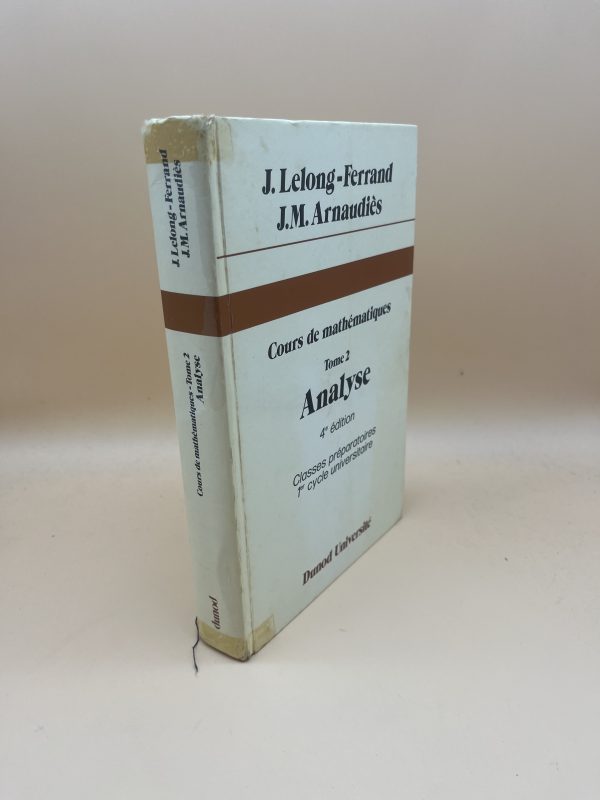 J. Lelong-Ferrand
J.M. Arnaudiès
Cours de mathématiques - Tome 2
Analyse
dunod
J. Lelong-Ferrand
J.M. Arnaudiès
Cours de mathématiques
Tome 2
Analyse
4e édition
Classes préparatoires
1er cycle universitaire
Dunod Université